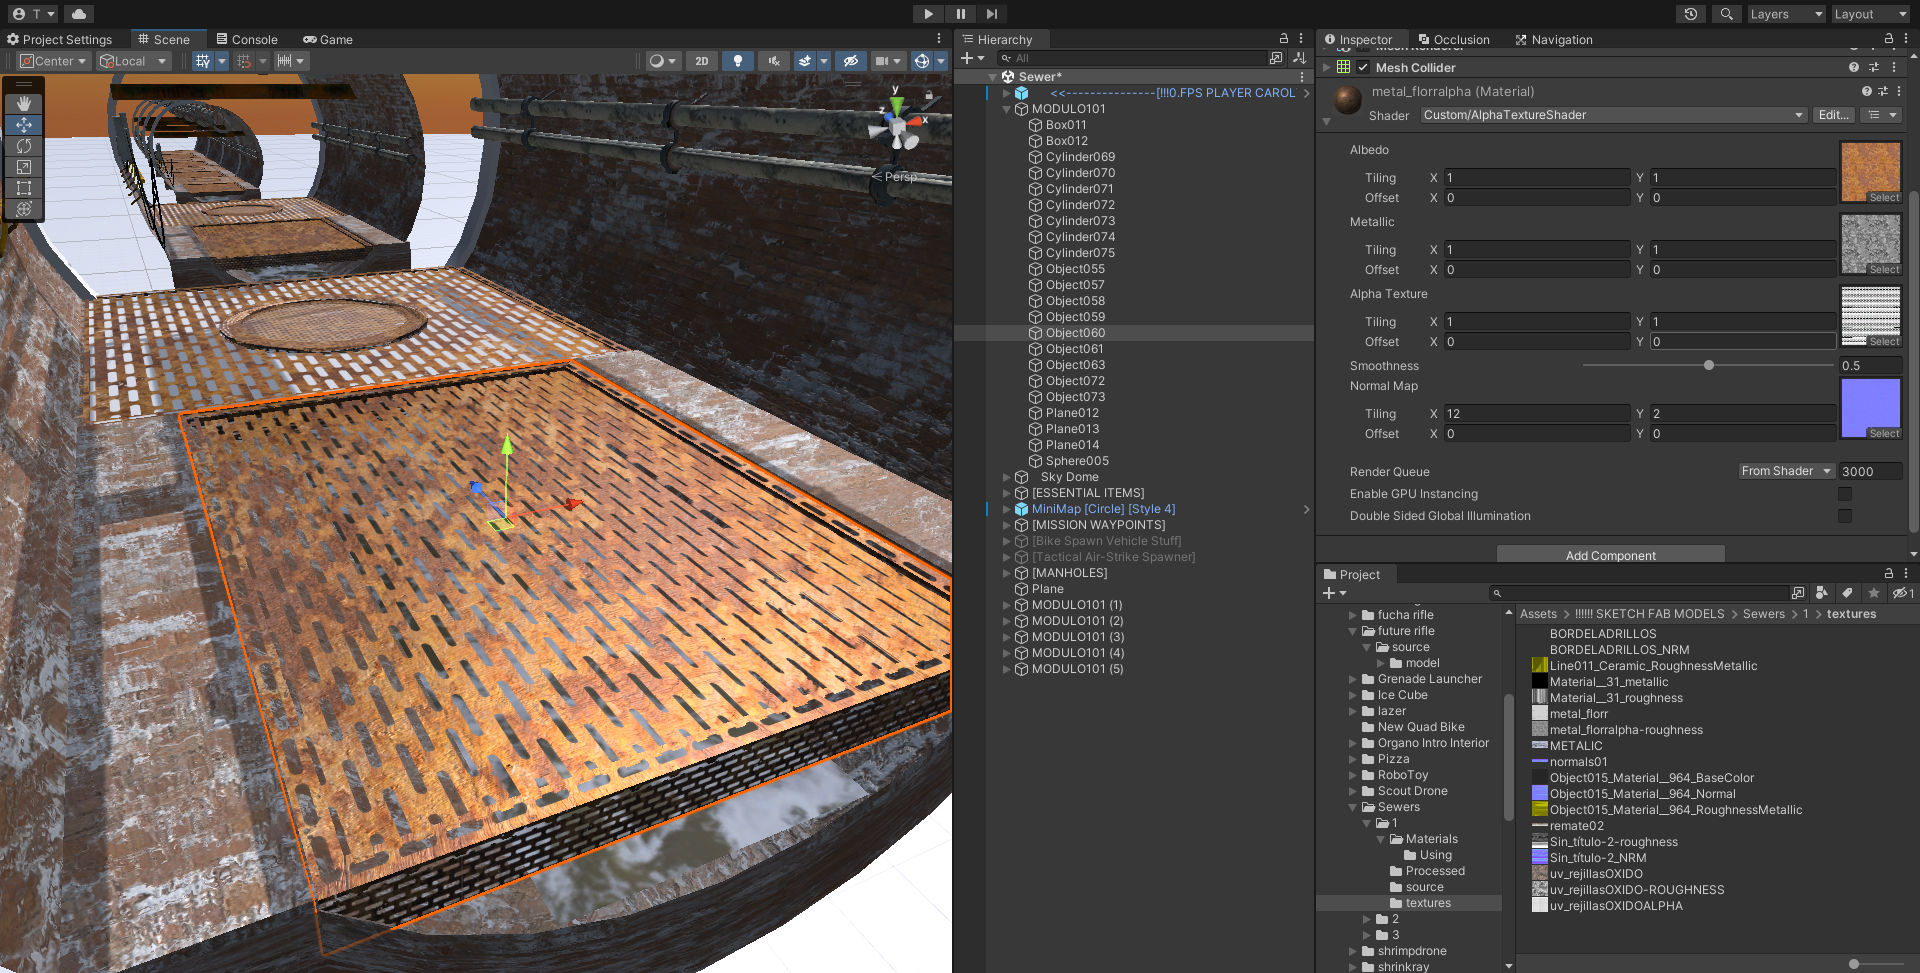 T
Layers
Layout
Project Settings
Scene
Console
Game
Center
Local
2D
y
x
z
Persp
Hierarchy
All
Sewer*
<<---------------[!!!0.FPS PLAYER CAROL
MODULO101
Box011
Box012
Cylinder069
Cylinder070
Cylinder071
Cylinder072
Cylinder073
Cylinder074
Cylinder075
Object055
Object057
Object058
Object059
Object060
Object061
Object063
Object072
Object073
Plane012
Plane013
Plane014
Sphere005
Sky Dome
[ESSENTIAL ITEMS]
MiniMap [Circle] [Style 4]
[MISSION WAYPOINTS]
[Bike Spawn Vehicle Stuff]
[Tactical Air-Strike Spawner]
[MANHOLES]
Plane
MODULO101 (1)
MODULO101 (2)
MODULO101 (3)
MODULO101 (4)
MODULO101 (5)
Inspector
Occlusion
Navigation
Mesh Renderer
Mesh Collider
metal_florralpha (Material)
Shader Custom/AlphaTextureShader Edit...
Albedo
Tiling X 1 Y 1
Offset X 0 Y 0
Select
Metallic
Tiling X 1 Y 1
Offset X 0 Y 0
Select
Alpha Texture
Tiling X 1 Y 1
Offset X 0 Y 0
Select
Smoothness 0.5
Normal Map
Tiling X 12 Y 2
Offset X 0 Y 0
Select
Render Queue From Shader 3000
Enable GPU Instancing
Double Sided Global Illumination
Add Component
Project
1
fucha rifle
future rifle
source
model
Grenade Launcher
Ice Cube
lazer
New Quad Bike
Organo Intro Interior
Pizza
RoboToy
Scout Drone
Sewers
1
Materials
Using
Processed
source
textures
2
3
shrimpdrone
shrinkray
Assets > !!!!!! SKETCH FAB MODELS > Sewers > 1 > textures
BORDELADRILLOS
BORDELADRILLOS_NRM
Line011_Ceramic_RoughnessMetallic
Material__31_metallic
Material__31_roughness
metal_florr
metal_florralpha-roughness
METALIC
normals01
Object015_Material__964_BaseColor
Object015_Material__964_Normal
Object015_Material__964_RoughnessMetallic
remate02
Sin_título-2-roughness
Sin_título-2_NRM
uv_rejillasOXIDO
uv_rejillasOXIDO-ROUGHNESS
uv_rejillasOXIDOALPHA